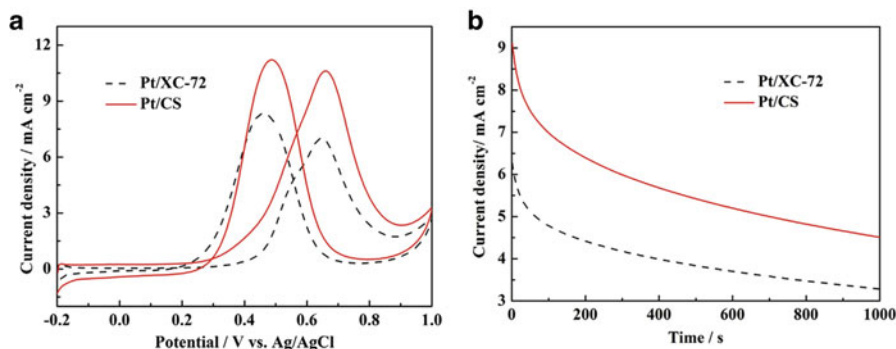 a
Current density / mA cm⁻²
12
9
6
3
0
Pt/XC-72
Pt/CS
-0.2
0.0
0.2
0.4
0.6
0.8
1.0
Potential / V vs. Ag/AgCl
b
Current density/ mA cm⁻²
9
8
7
6
5
4
3
Pt/XC-72
Pt/CS
0
200
400
600
800
1000
Time / s